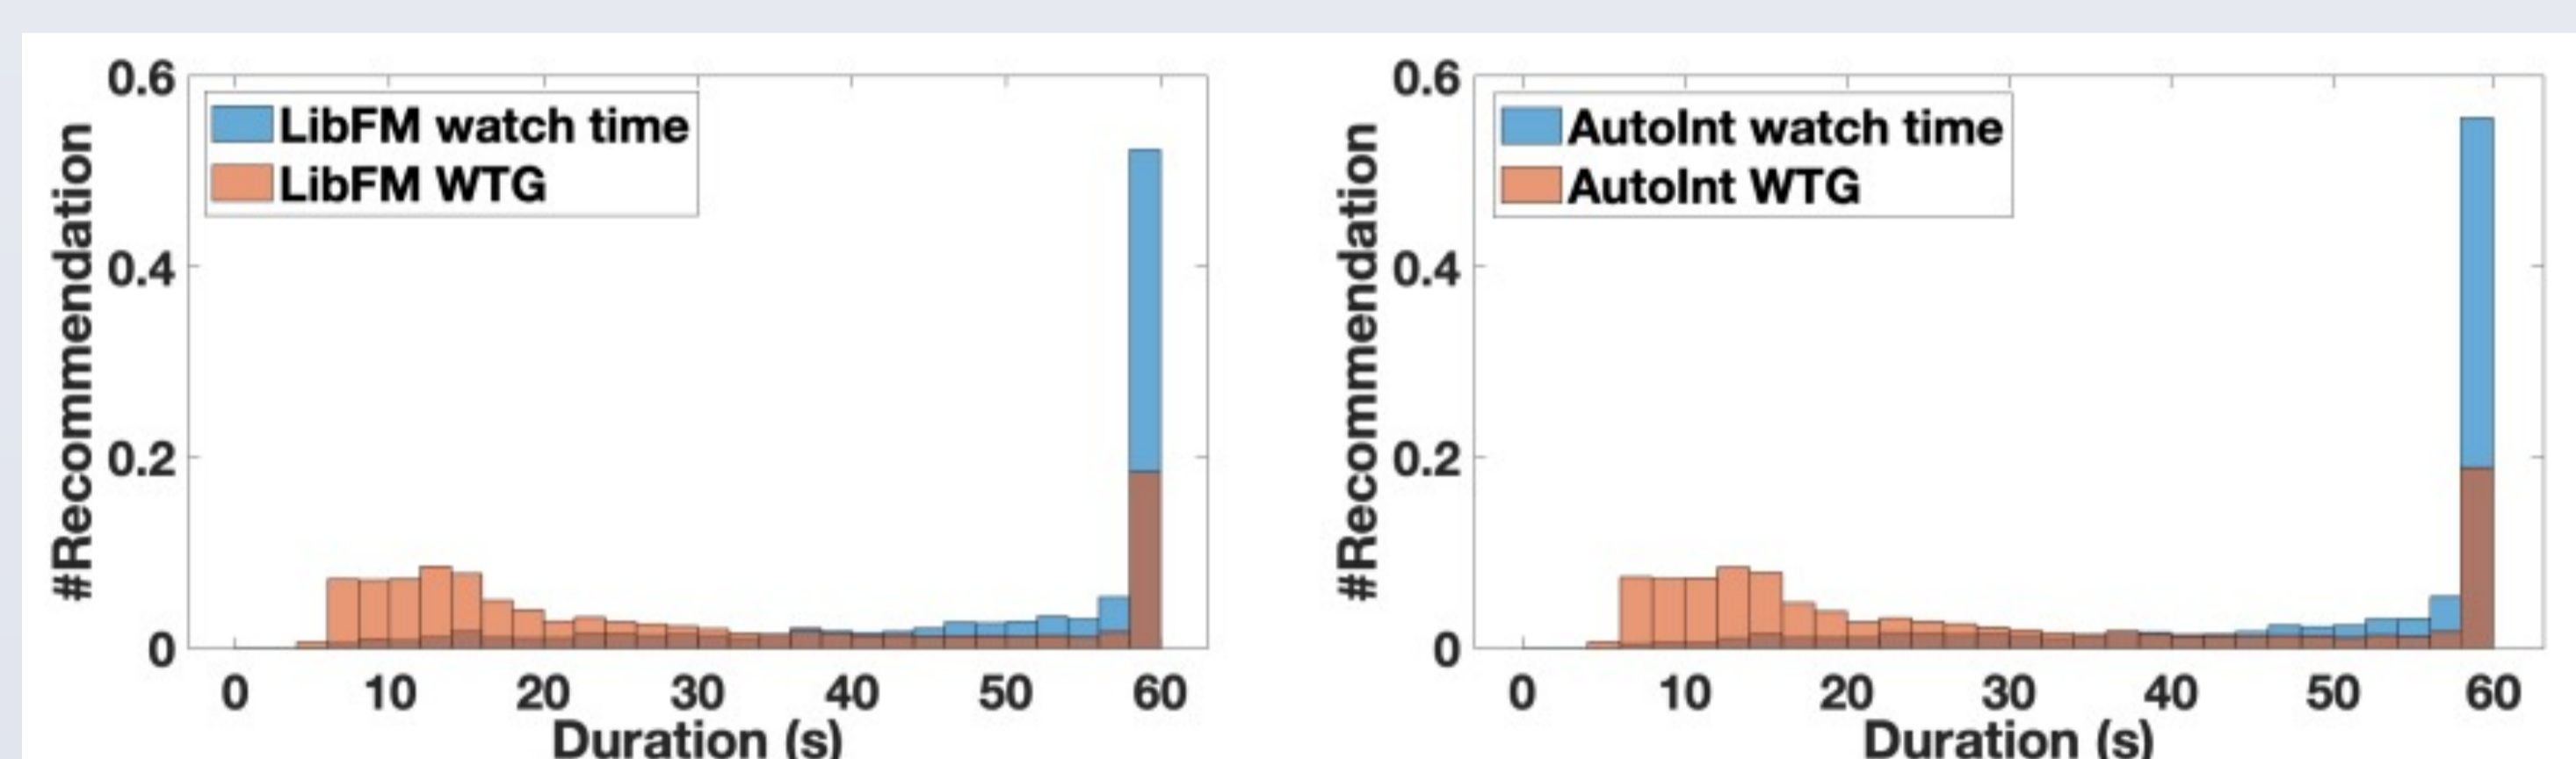 0.6
LibFM watch time
LibFM WTG
#Recommendation
0.4
0.2
0
0 10 20 30 40 50 60
Duration (s)
0.6
AutoInt watch time
AutoInt WTG
#Recommendation
0.4
0.2
0
0 10 20 30 40 50 60
Duration (s)